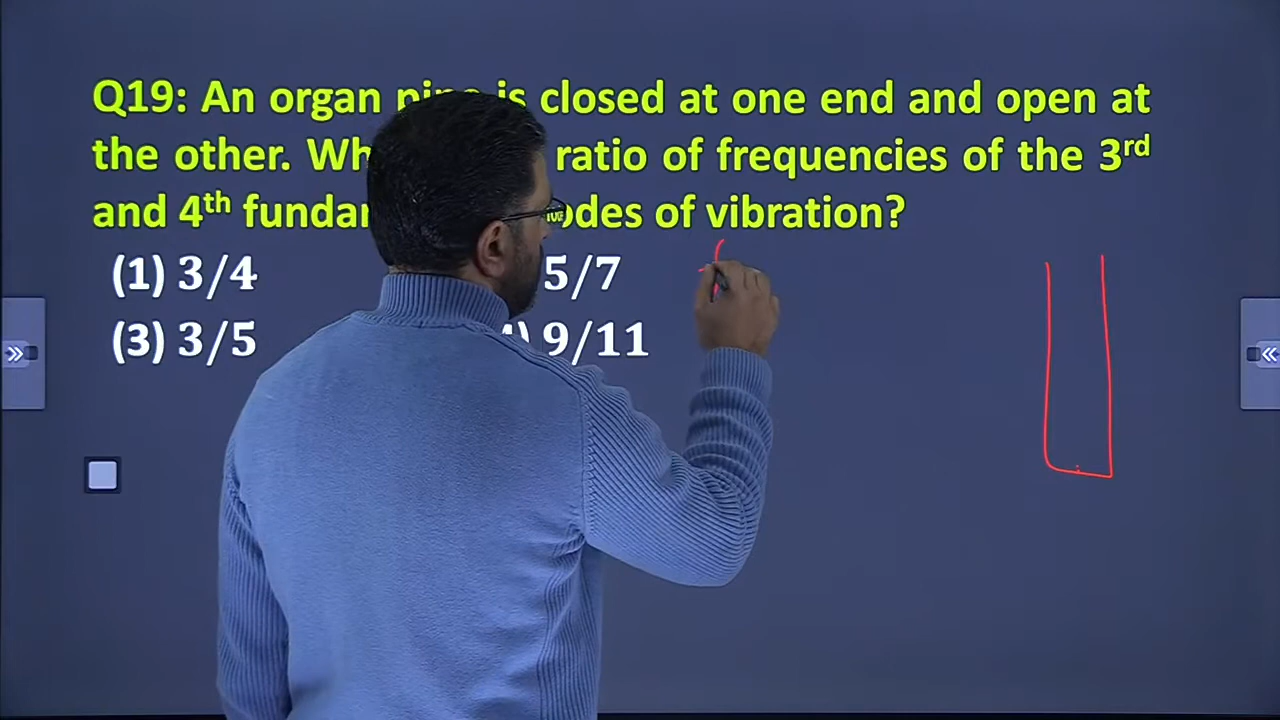 Q19: An organ is closed at one end and open at
the other. ratio of frequencies of the 3rd
and 4th of vibration?
(1) 3/4 5/7
(3) 3/5 9/11